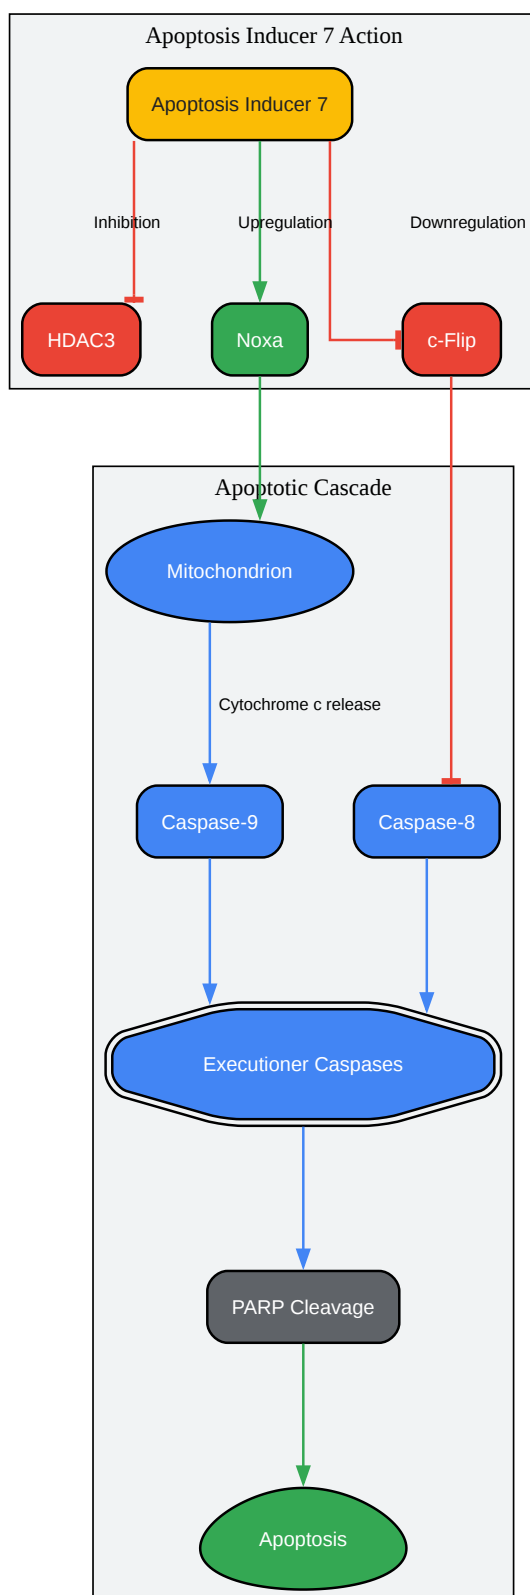 Apoptosis Inducer 7 Action
Apoptosis Inducer 7
Inhibition
Upregulation
Downregulation
HDAC3
Noxa
c-Flip
Apoptotic Cascade
Mitochondrion
Cytochrome c release
Caspase-9
Caspase-8
Executioner Caspases
PARP Cleavage
Apoptosis